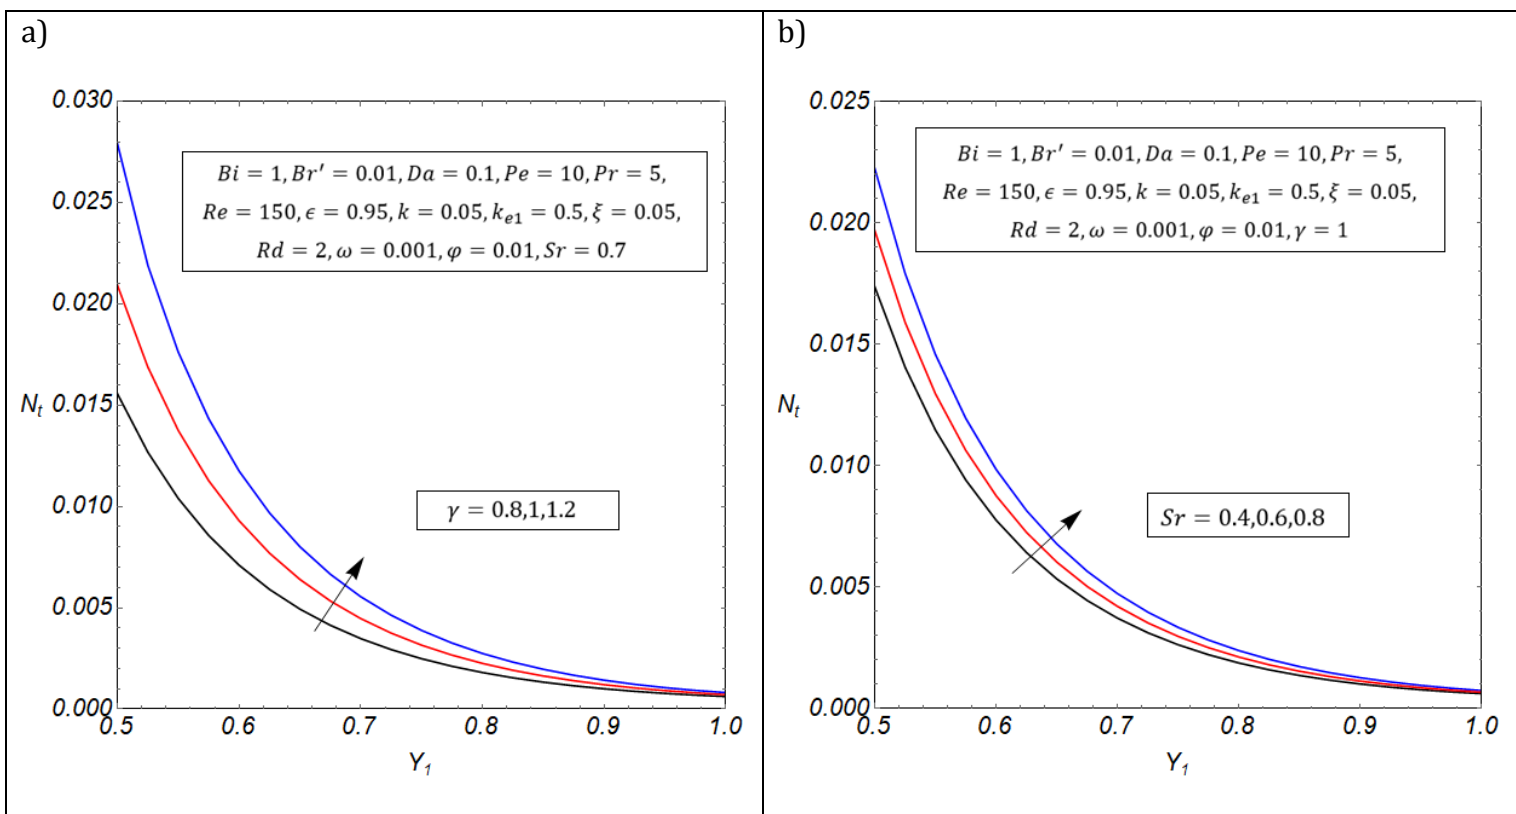 a)
0.030
0.025
0.020
0.015
0.010
0.005
0.000
N_t
Bi = 1, Br′ = 0.01, Da = 0.1, Pe = 10, Pr = 5,
Re = 150, ϵ = 0.95, k = 0.05, k_{e1} = 0.5, ξ = 0.05,
Rd = 2, ω = 0.001, φ = 0.01, Sr = 0.7
γ = 0.8,1,1.2
0.5 0.6 0.7 0.8 0.9 1.0
Y_1
b)
0.025
0.020
0.015
0.010
0.005
0.000
N_t
Bi = 1, Br′ = 0.01, Da = 0.1, Pe = 10, Pr = 5,
Re = 150, ϵ = 0.95, k = 0.05, k_{e1} = 0.5, ξ = 0.05,
Rd = 2, ω = 0.001, φ = 0.01, γ = 1
Sr = 0.4,0.6,0.8
0.5 0.6 0.7 0.8 0.9 1.0
Y_1